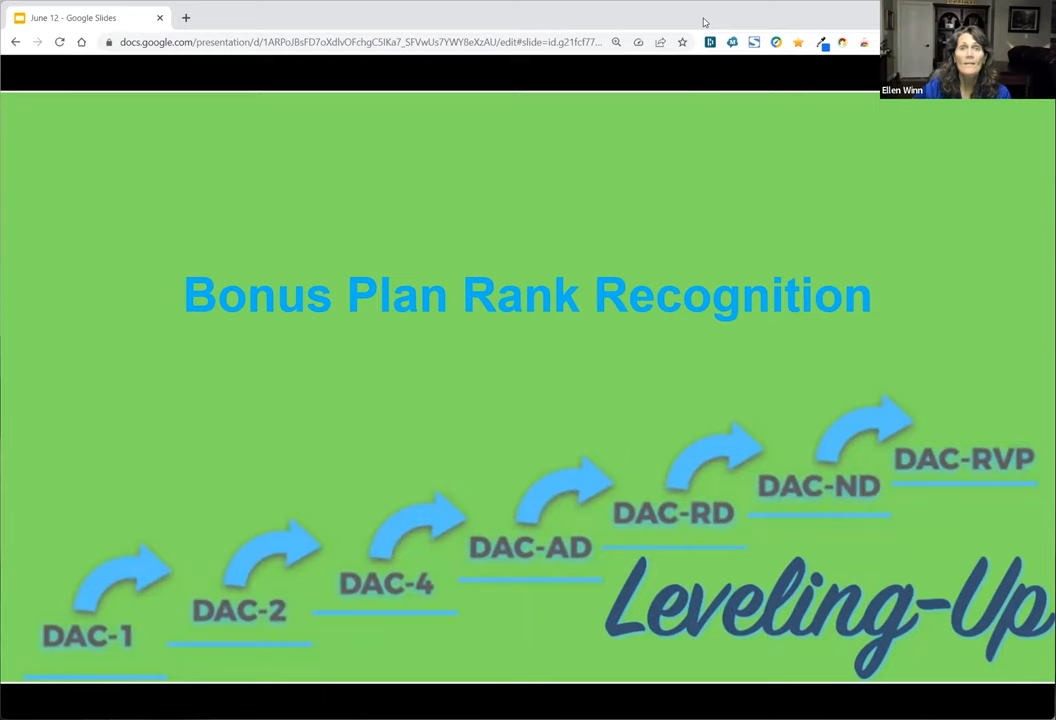 June 12 - Google Slides
docs.google.com/presentation/d/1ARPoJBsFD7oXdlvOFchgC5IKa7_SFVwUs7YWY8eXzAU/edit#slide=id.g21fcf77...
Ellen Winn
Bonus Plan Rank Recognition
DAC-RVP
DAC-ND
DAC-RD
DAC-AD
DAC-4
DAC-2
DAC-1
Leveling-Up